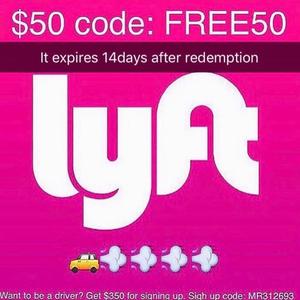 $50 code: FREE50
It expires 14days after redemption
lyft
Want to be a driver? Get $350 for signing up. Sigh up code: MR312693